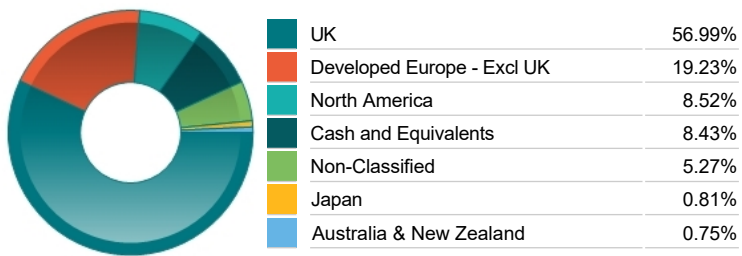 UK 56.99%
Developed Europe - Excl UK 19.23%
North America 8.52%
Cash and Equivalents 8.43%
Non-Classified 5.27%
Japan 0.81%
Australia & New Zealand 0.75%